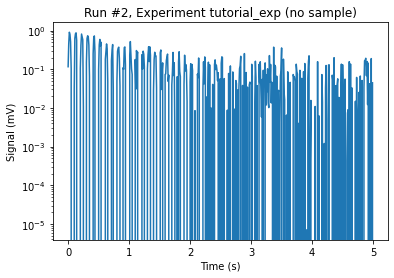 Run #2, Experiment tutorial_exp (no sample)
Signal (mV)
10⁰
10⁻¹
10⁻²
10⁻³
10⁻⁴
10⁻⁵
0 1 2 3 4 5
Time (s)